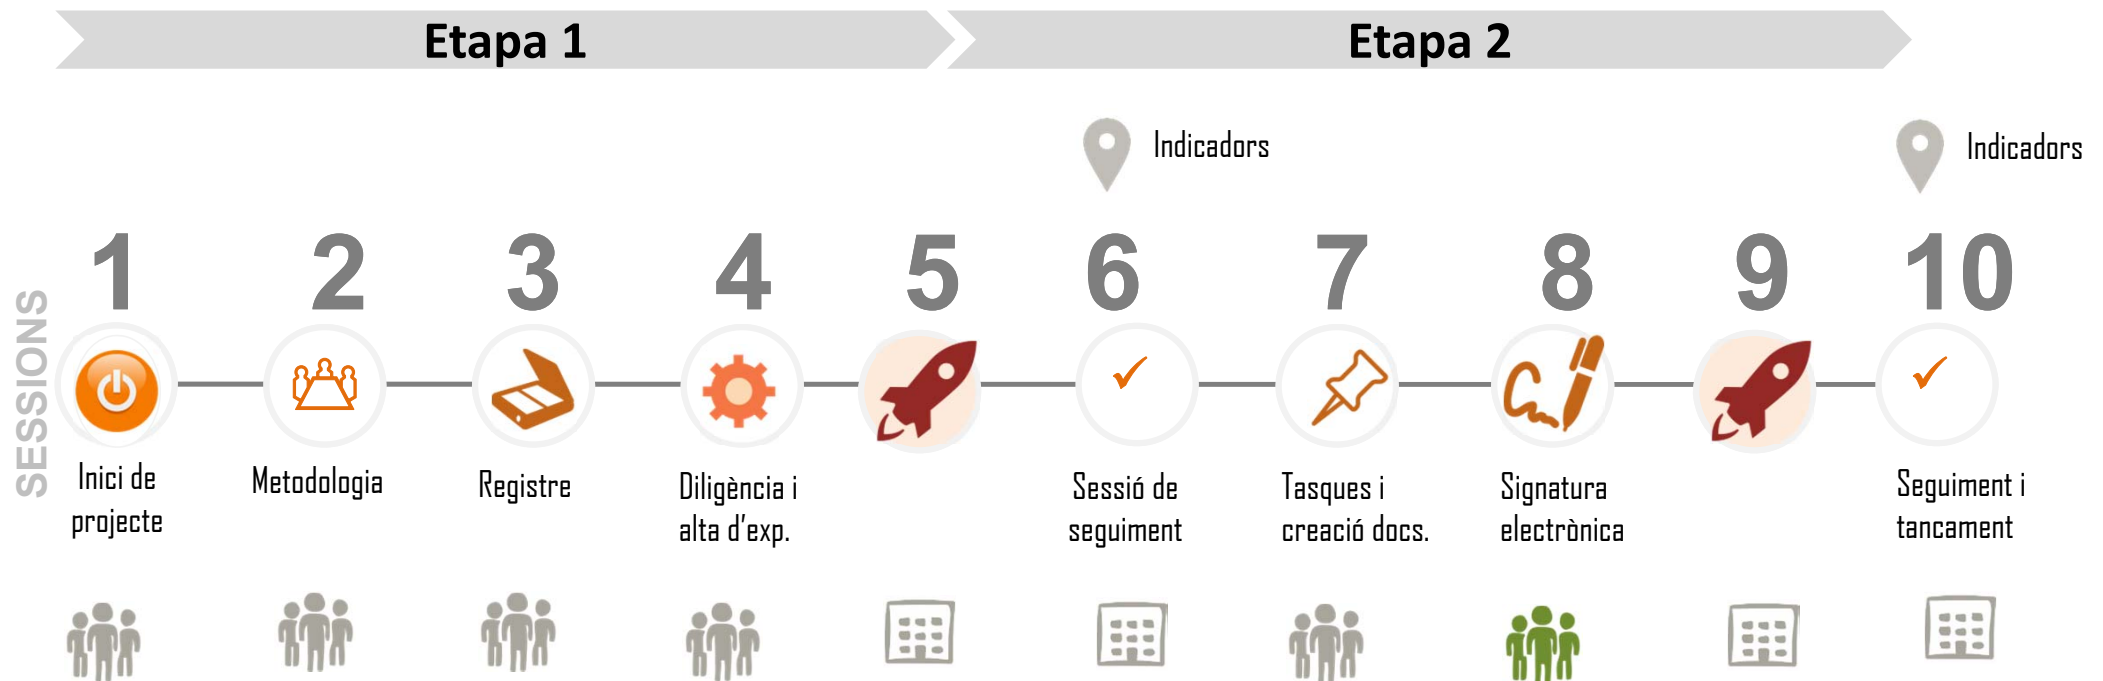 Etapa 1
Etapa 2
Indicadors
Indicadors
SESSIONS
1 2 3 4 5 6 7 8 9 10
Inici de
projecte
Metodologia
Registre
Diligència i
alta d'exp.
Sessió de
seguiment
Tasques i
creació docs.
Signatura
electrònica
Seguiment i
tancament